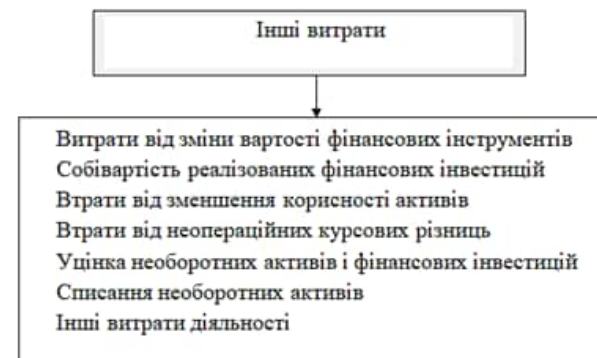 Інші витрати
Витрати від зміни вартості фінансових інструментів
Собівартість реалізованих фінансових інвестицій
Втрати від зменшення корисності активів
Втрати від неопераційних курсових різниць
Уцінка необоротних активів і фінансових інвестицій
Списання необоротних активів
Інші витрати діяльності